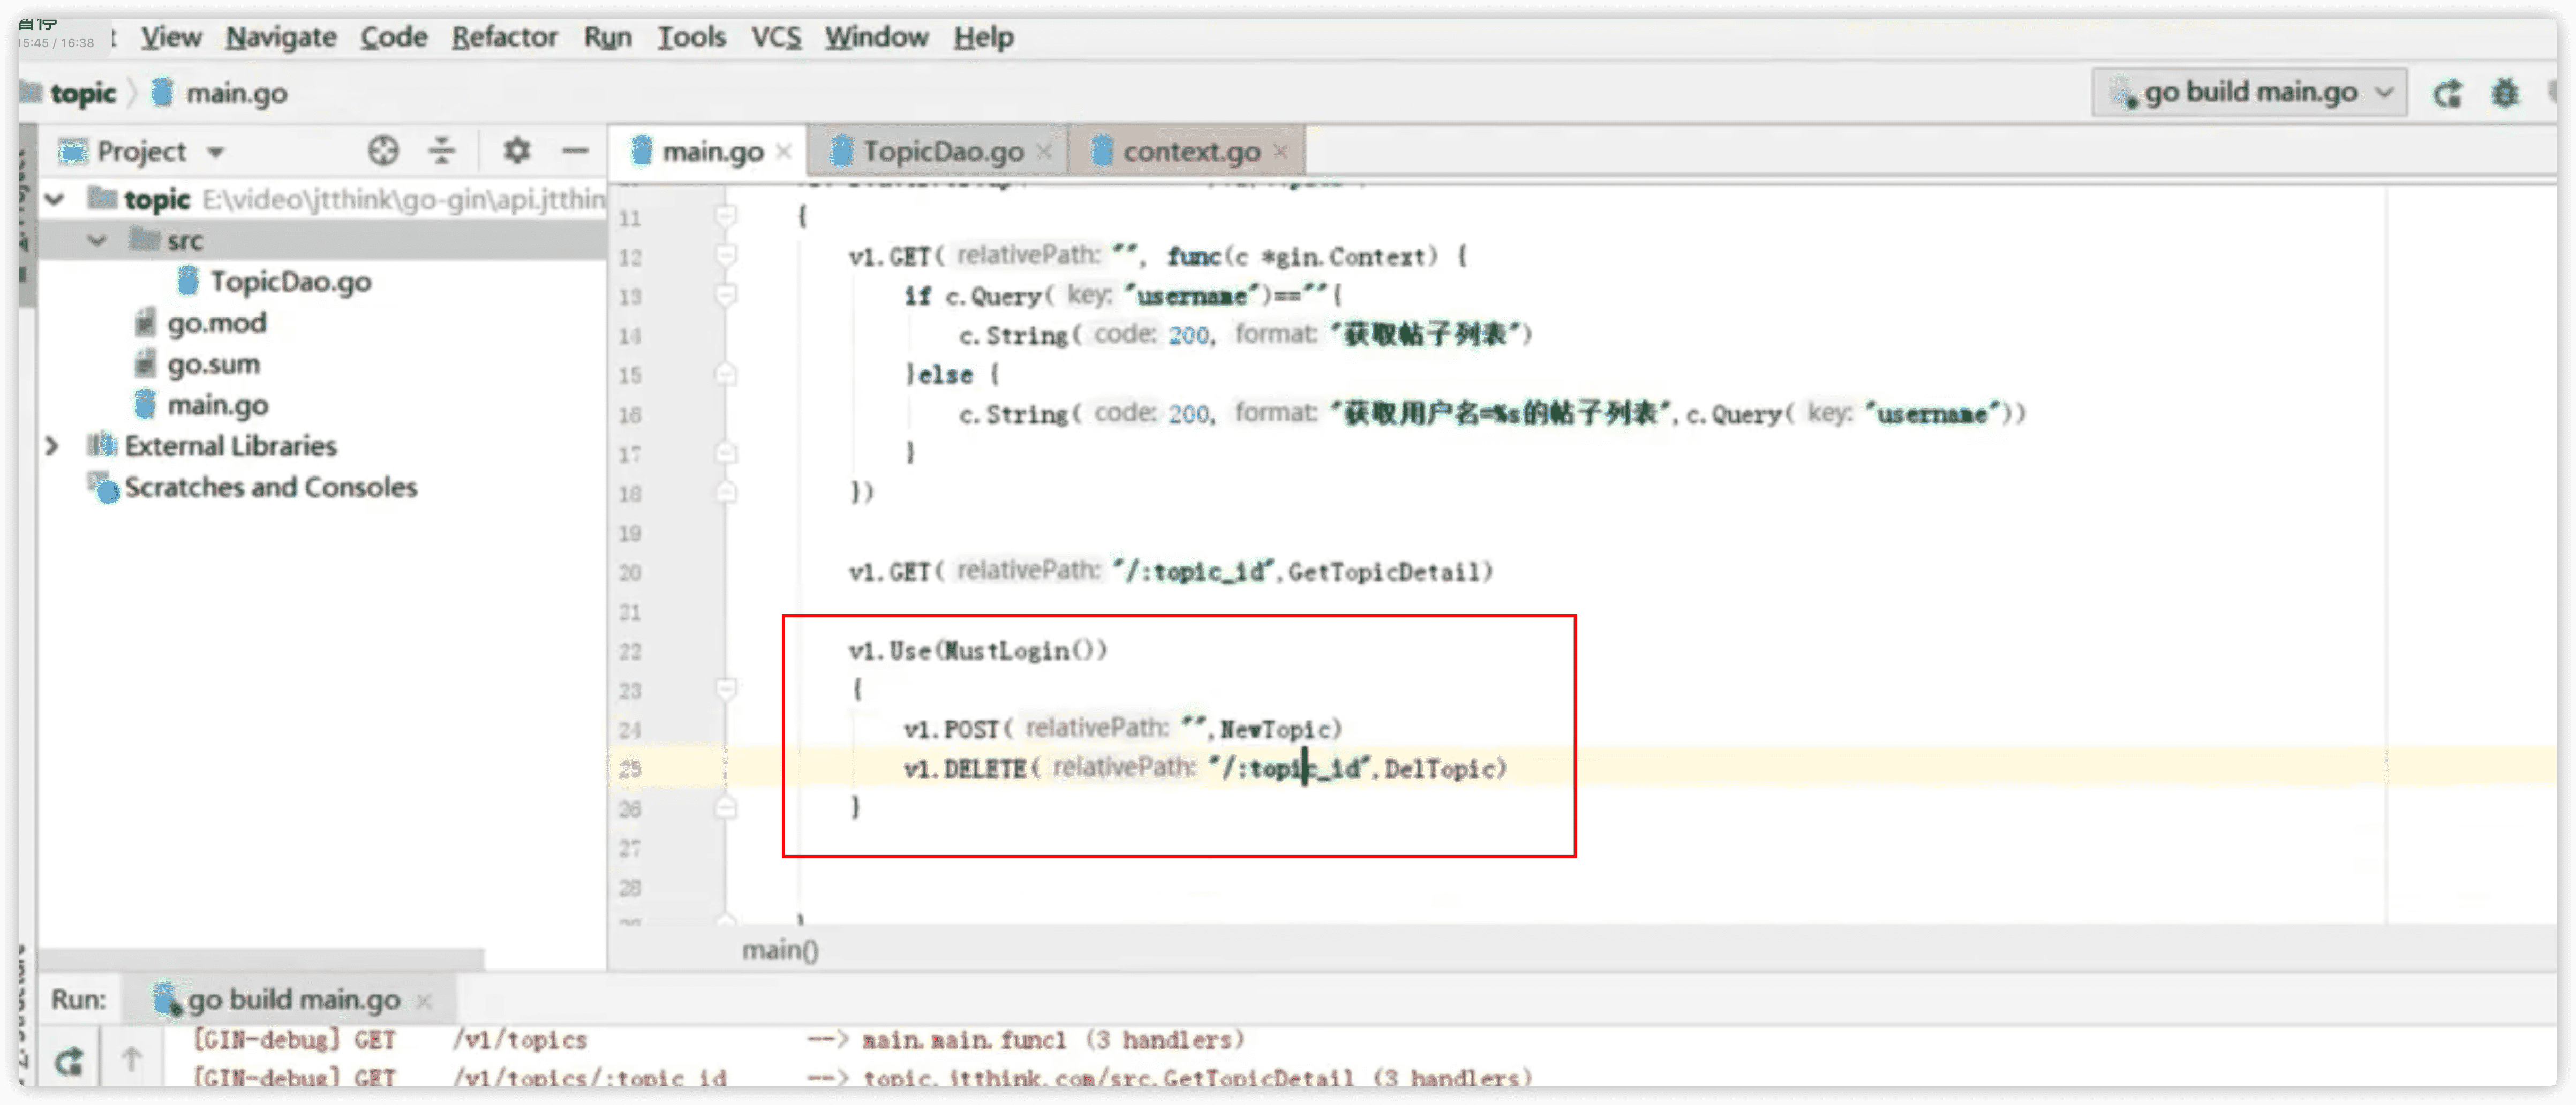 暂停
15:45 / 16:38
View Navigate Code Refactor Run Tools VCS Window Help
topic main.go
go build main.go
Project
main.go TopicDao.go context.go
topic E:\video\jtthink\go-gin\api.jtthin
src
TopicDao.go
go.mod
go.sum
main.go
External Libraries
Scratches and Consoles
11 {
12 v1.GET( relativePath: "", func(c *gin.Context) {
13 if c.Query( key: "username")==""{
14 c.String( code: 200, format: "获取帖子列表")
15 }else {
16 c.String( code: 200, format: "获取用户名=%s的帖子列表",c.Query( key: "username"))
17 }
18 })
19
20 v1.GET( relativePath: "/:topic_id",GetTopicDetail)
21
22 v1.Use(MustLogin())
23 {
24 v1.POST( relativePath: "",NewTopic)
25 v1.DELETE( relativePath: "/:topic_id",DelTopic)
26 }
27
28
main()
Run: go build main.go
[GIN-debug] GET /v1/topics --> main.main.func1 (3 handlers)
[GIN-debug] GET /v1/topics/:topic_id --> topic.jtthink.com/src.GetTopicDetail (3 handlers)